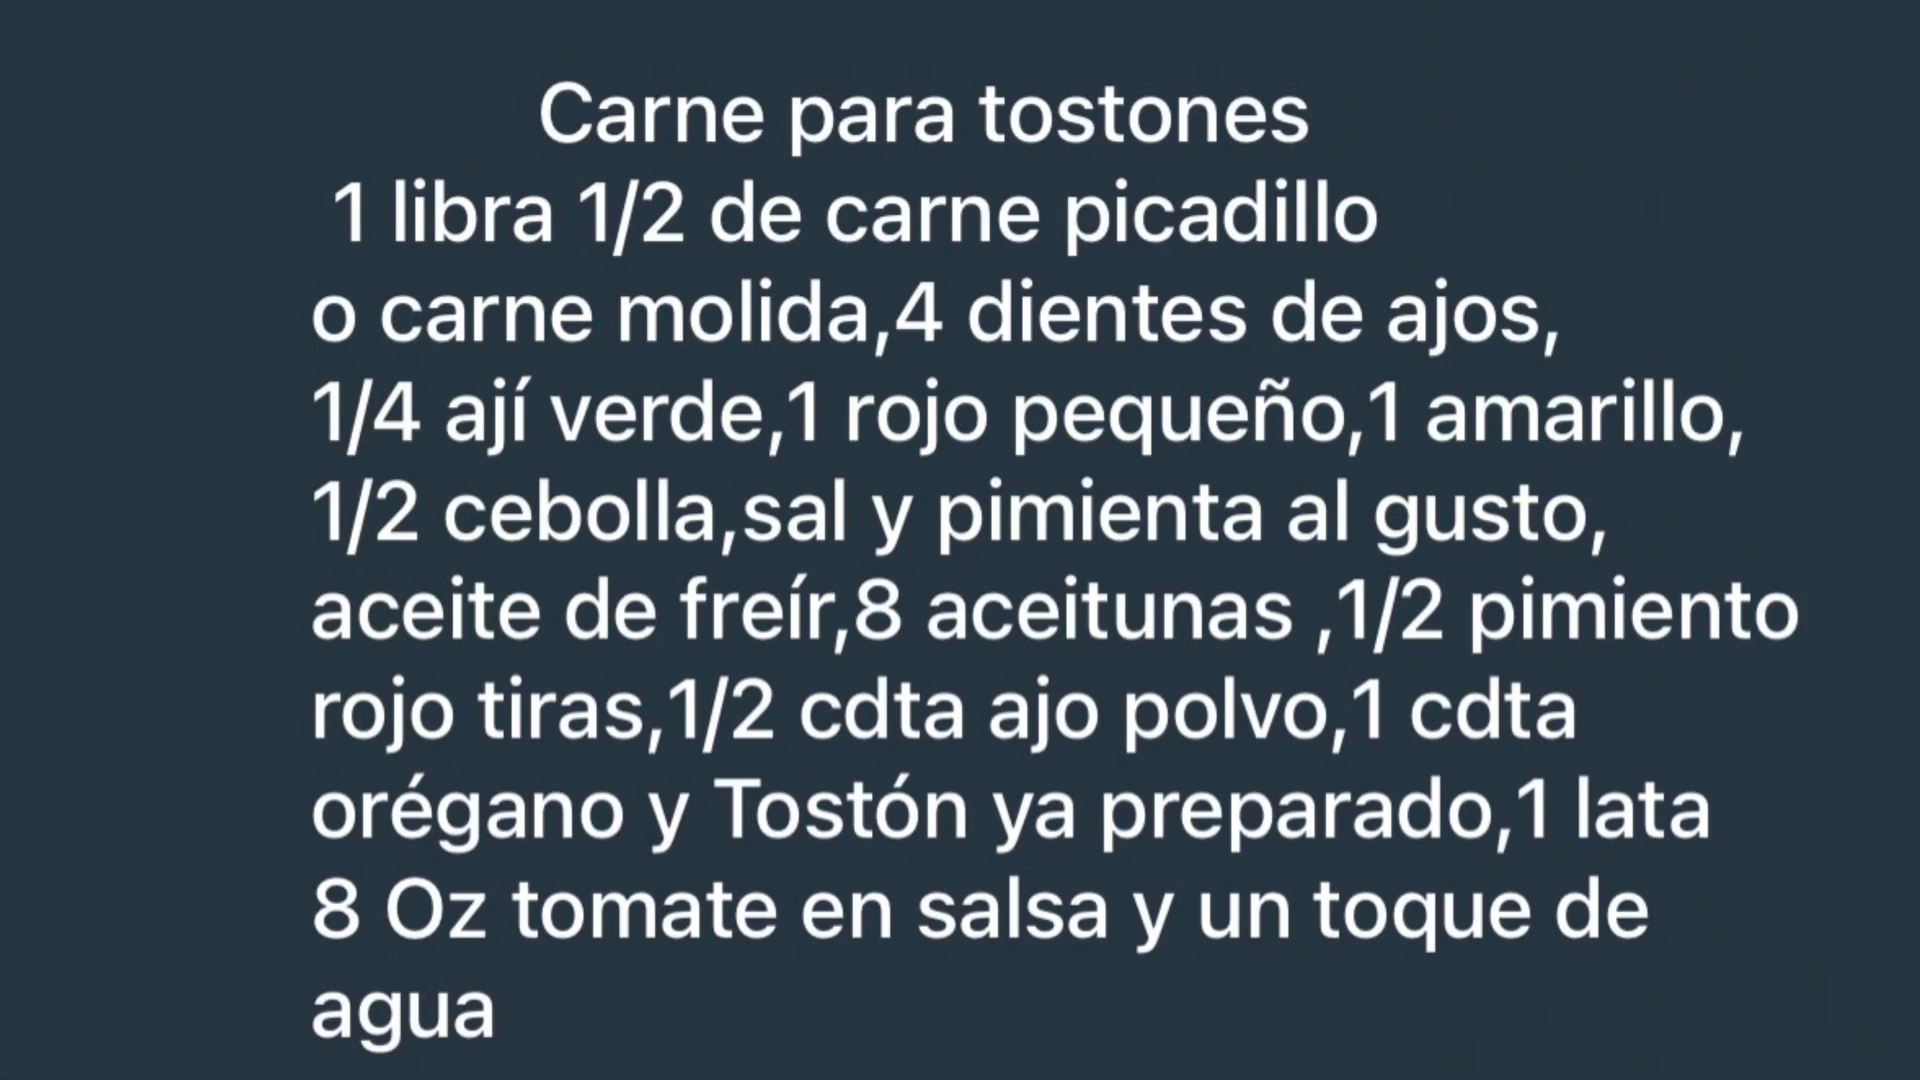 Carne para tostones
1 libra 1/2 de carne picadillo
o carne molida,4 dientes de ajos,
1/4 ají verde,1 rojo pequeño,1 amarillo,
1/2 cebolla,sal y pimienta al gusto,
aceite de freír,8 aceitunas ,1/2 pimiento
rojo tiras,1/2 cdta ajo polvo,1 cdta
orégano y Tostón ya preparado,1 lata
8 Oz tomate en salsa y un toque de
agua